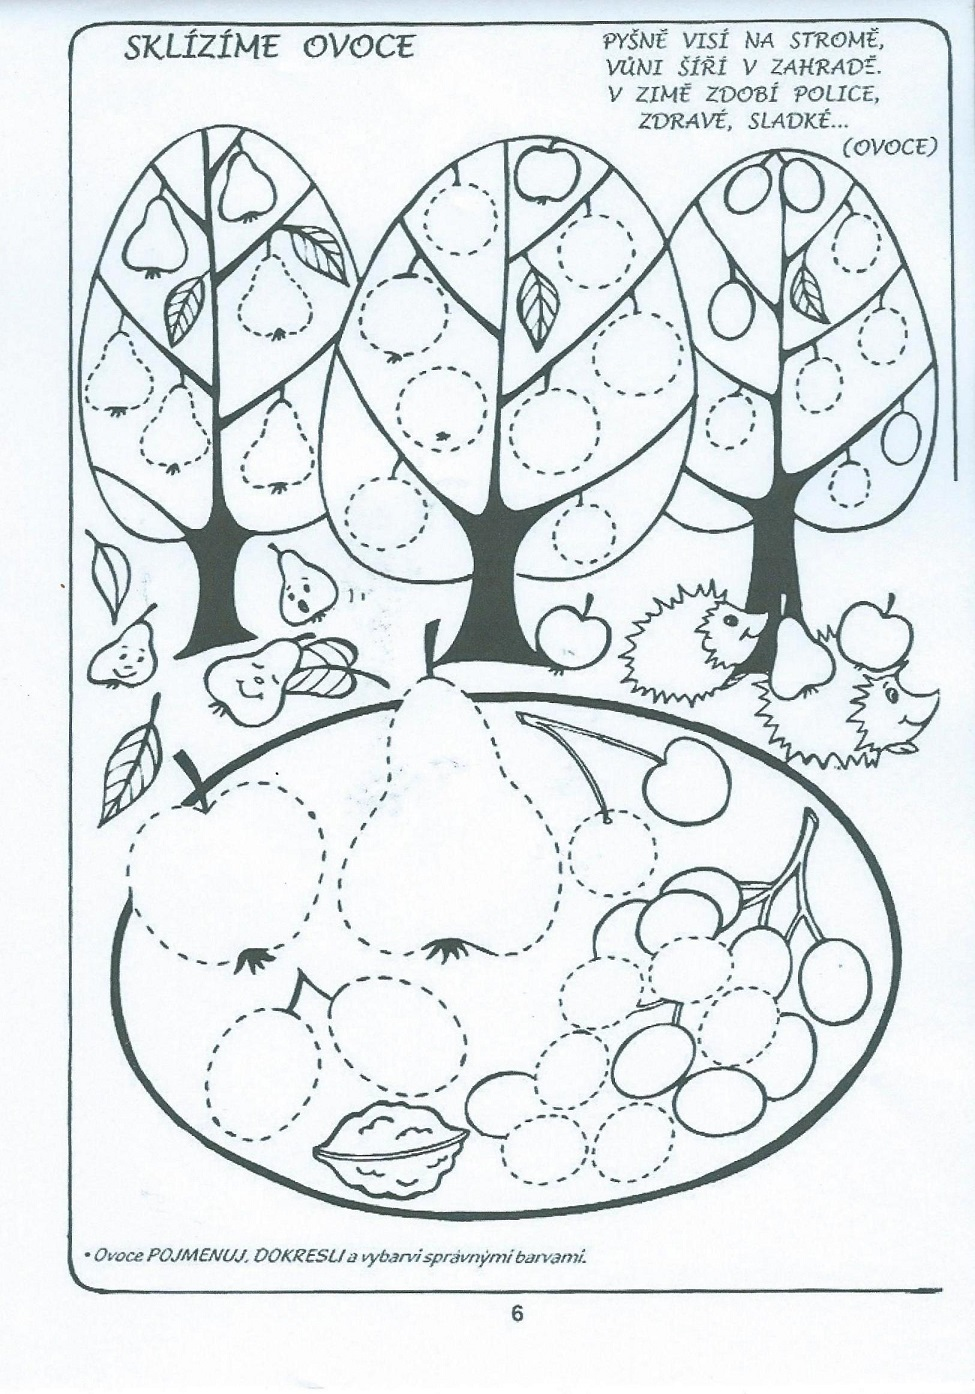 SKLÍZÍME OVOCE
PYŠNĚ VISÍ NA STROMĚ,
VŮNI ŠÍŘÍ V ZAHRADĚ.
V ZIMĚ ZDOBÍ POLICE,
ZDRAVÉ, SLADKÉ...
(OVOCE)
• Ovoce POJMENUJ, DOKRESLI a vybarvi správnými barvami.
6